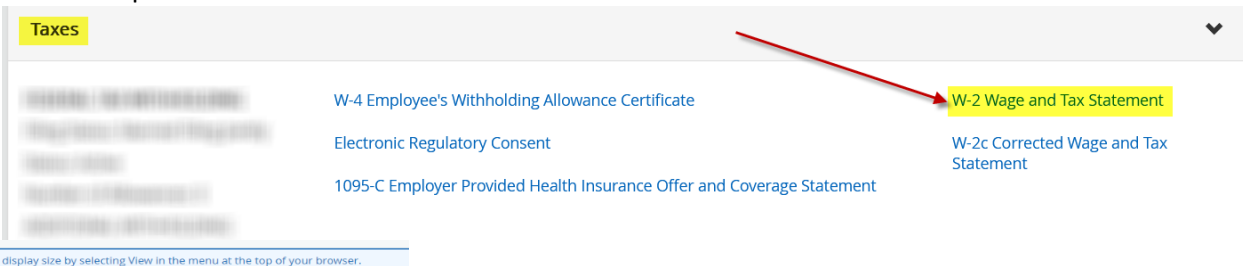 Taxes
W-4 Employee's Withholding Allowance Certificate
W-2 Wage and Tax Statement
Electronic Regulatory Consent
W-2c Corrected Wage and Tax
Statement
1095-C Employer Provided Health Insurance Offer and Coverage Statement
display size by selecting View in the menu at the top of your browser.